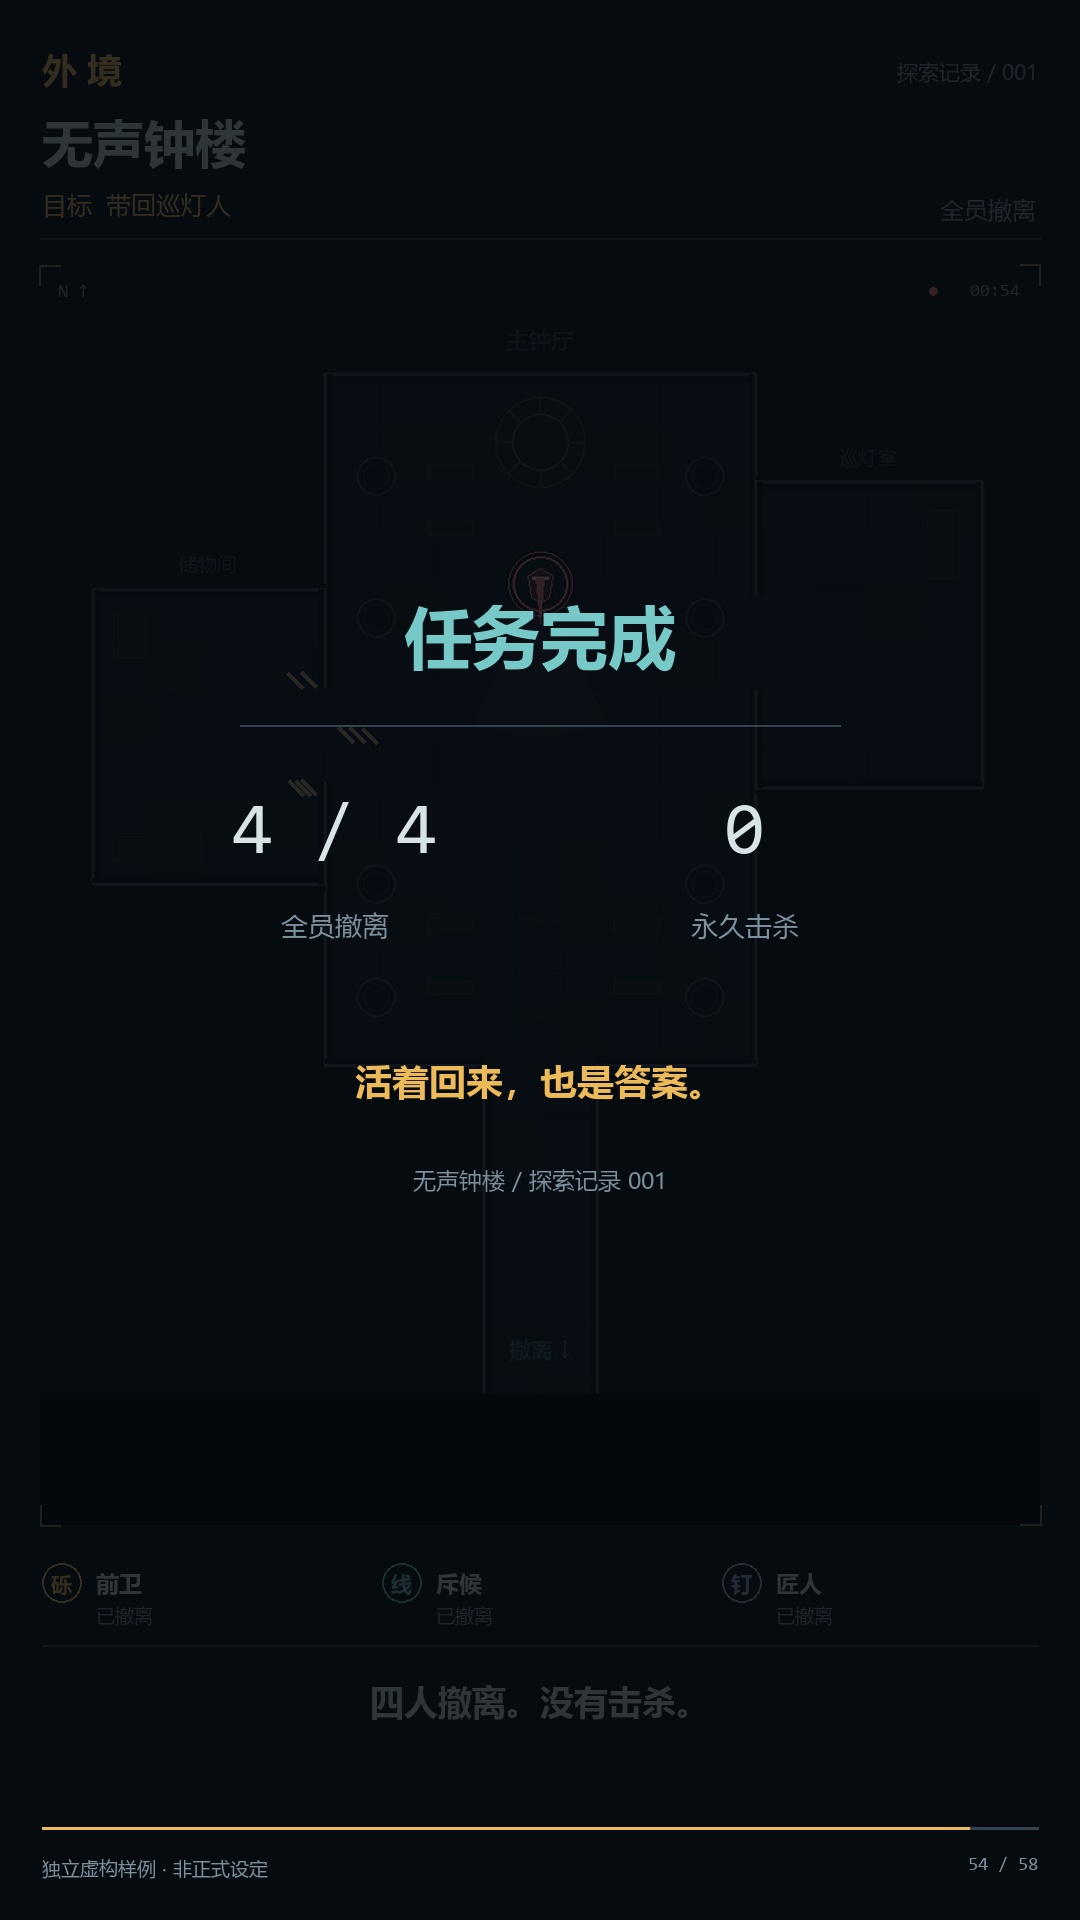 外境
探索记录 / 001
无声钟楼
目标 带回巡灯人
全员撤离
N ↑
00:54
主钟厅
巡灯室
储物间
任务完成
4 / 4
0
全员撤离
永久击杀
活着回来，也是答案。
无声钟楼 / 探索记录 001
撤离 ↓
砾 前卫
已撤离
线 斥候
已撤离
钉 匠人
已撤离
四人撤离。没有击杀。
独立虚构样例 · 非正式设定
54 / 58